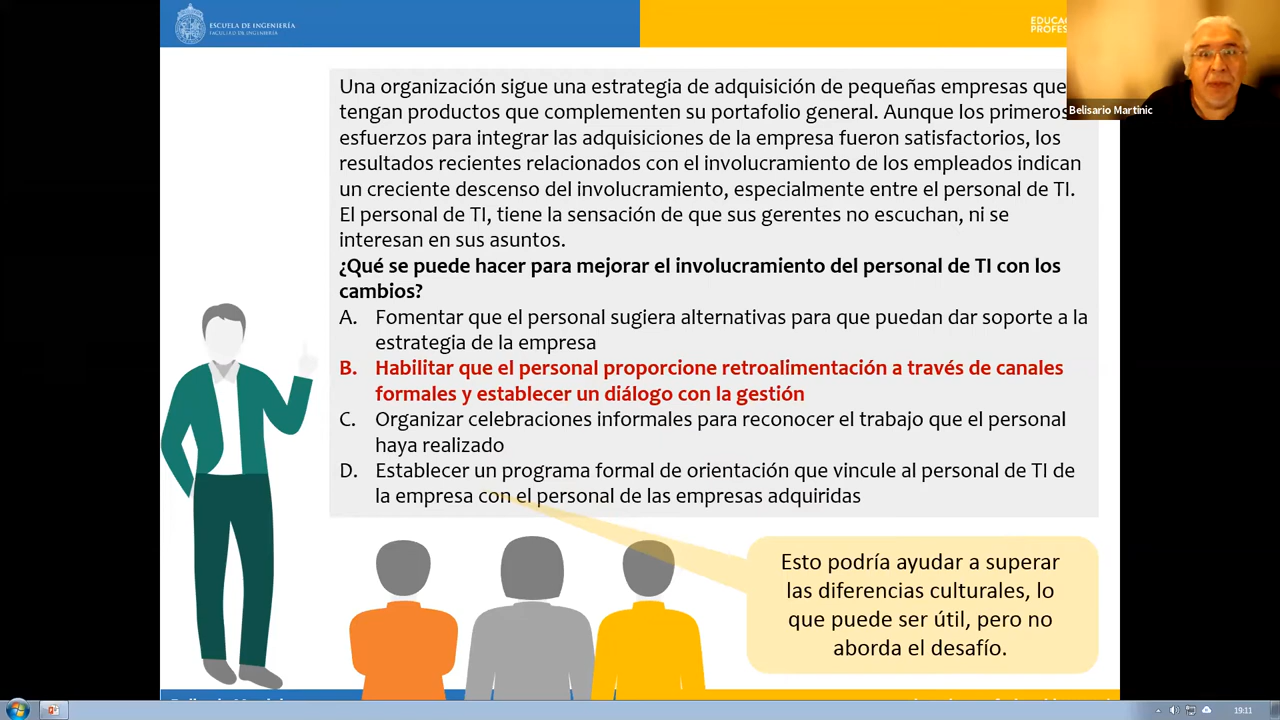 ESCUELA DE INGENIERÍA
FACULTAD DE INGENIERÍA
Belisario Martinic
Una organización sigue una estrategia de adquisición de pequeñas empresas que
tengan productos que complementen su portafolio general. Aunque los primeros
esfuerzos para integrar las adquisiciones de la empresa fueron satisfactorios, los
resultados recientes relacionados con el involucramiento de los empleados indican
un creciente descenso del involucramiento, especialmente entre el personal de TI.
El personal de TI, tiene la sensación de que sus gerentes no escuchan, ni se
interesan en sus asuntos.
¿Qué se puede hacer para mejorar el involucramiento del personal de TI con los
cambios?
A. Fomentar que el personal sugiera alternativas para que puedan dar soporte a la
estrategia de la empresa
B. Habilitar que el personal proporcione retroalimentación a través de canales
formales y establecer un diálogo con la gestión
C. Organizar celebraciones informales para reconocer el trabajo que el personal
haya realizado
D. Establecer un programa formal de orientación que vincule al personal de TI de
la empresa con el personal de las empresas adquiridas
Esto podría ayudar a superar
las diferencias culturales, lo
que puede ser útil, pero no
aborda el desafío.
19:11